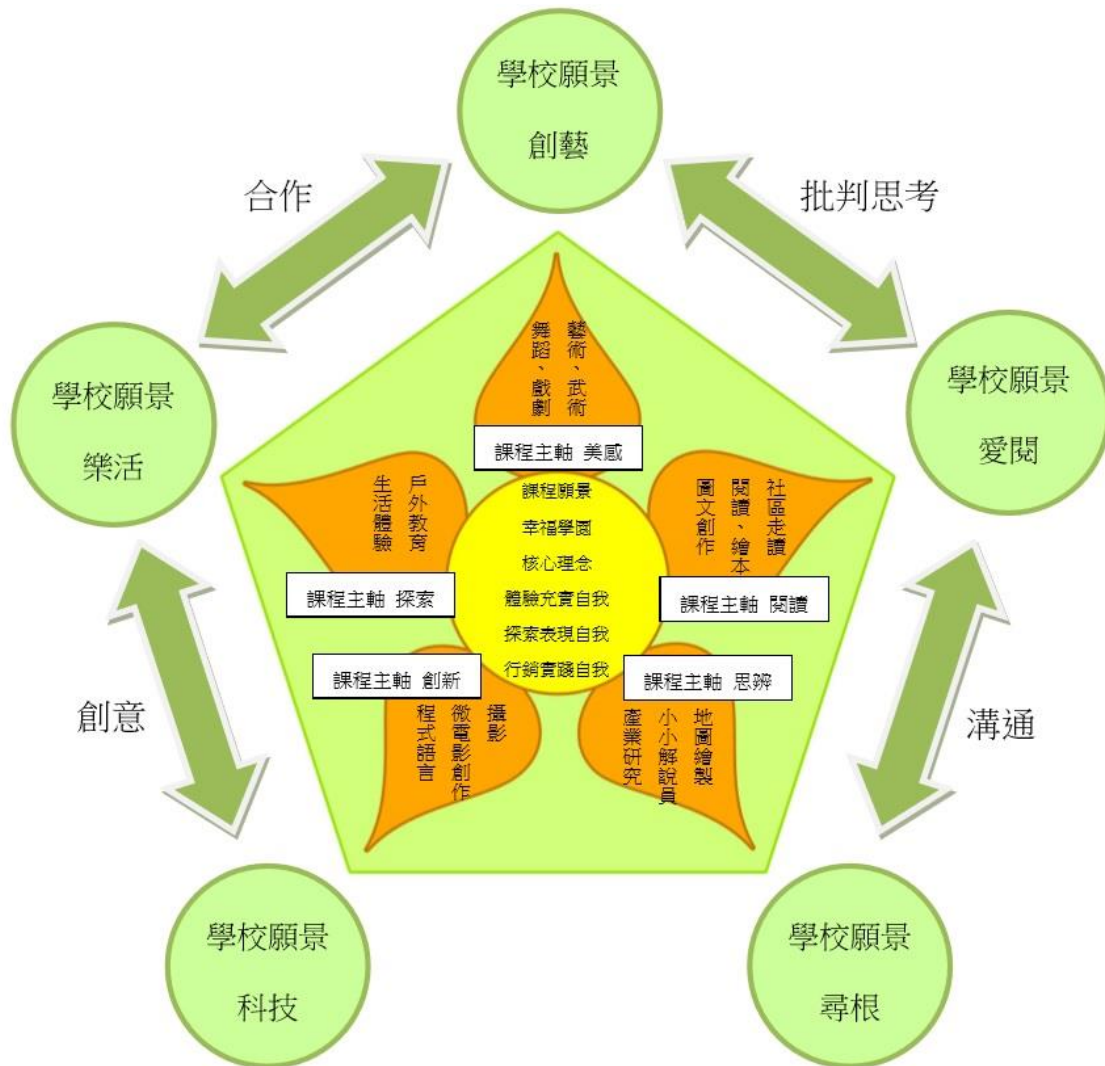 學校願景
創藝
合作
批判思考
學校願景
樂活
學校願景
愛閱
藝術、武術
舞蹈、戲劇
課程主軸 美感
戶外教育
生活體驗
課程主軸 探索
社區走讀
閱讀、繪本
圖文創作
課程主軸 閱讀
課程願景
幸福學園
核心理念
體驗充實自我
探索表現自我
行銷實踐自我
課程主軸 創新
攝影
微電影創作
程式語言
課程主軸 思辨
地圖繪製
小小解說員
產業研究
創意
溝通
學校願景
科技
學校願景
尋根